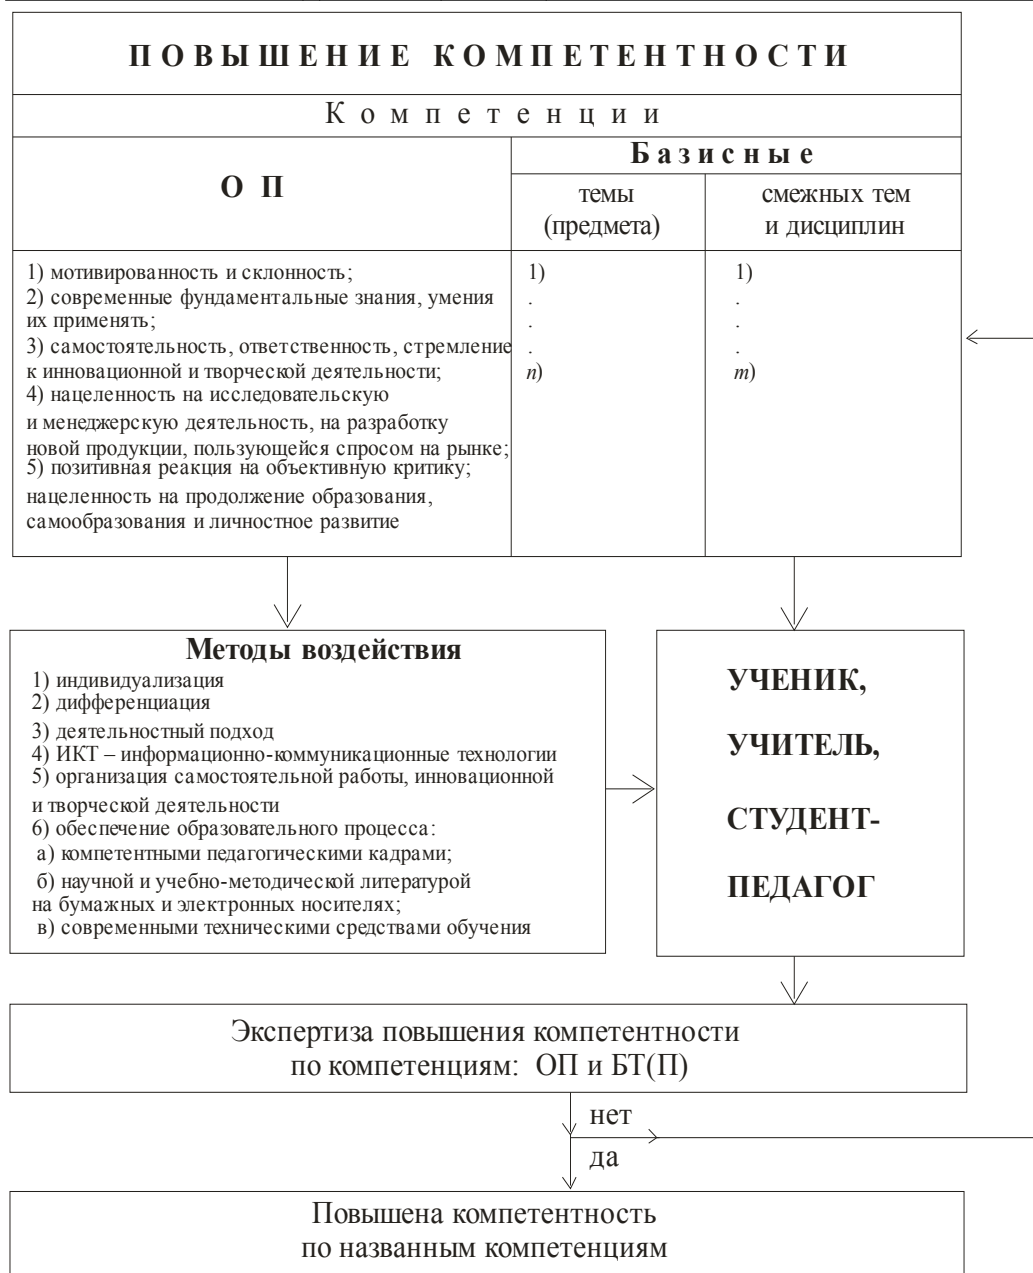 ПОВЫШЕНИЕ КОМПЕТЕНТНОСТИ
Компетенции
ОП
Базисные
темы
(предмета)
смежных тем
и дисциплин
1) мотивированность и склонность;
2) современные фундаментальные знания, умения
их применять;
3) самостоятельность, ответственность, стремление
к инновационной и творческой деятельности;
4) нацеленность на исследовательскую
и менеджерскую деятельность, на разработку
новой продукции, пользующейся спросом на рынке;
5) позитивная реакция на объективную критику;
нацеленность на продолжение образования,
самообразования и личностное развитие
1)
.
.
.
n)
1)
.
.
.
m)
Методы воздействия
1) индивидуализация
2) дифференциация
3) деятельностный подход
4) ИКТ – информационно-коммуникационные технологии
5) организация самостоятельной работы, инновационной
и творческой деятельности
6) обеспечение образовательного процесса:
а) компетентными педагогическими кадрами;
б) научной и учебно-методической литературой
на бумажных и электронных носителях;
в) современными техническими средствами обучения
УЧЕНИК,
УЧИТЕЛЬ,
СТУДЕНТ-
ПЕДАГОГ
Экспертиза повышения компетентности
по компетенциям: ОП и БТ(П)
нет
да
Повышена компетентность
по названным компетенциям